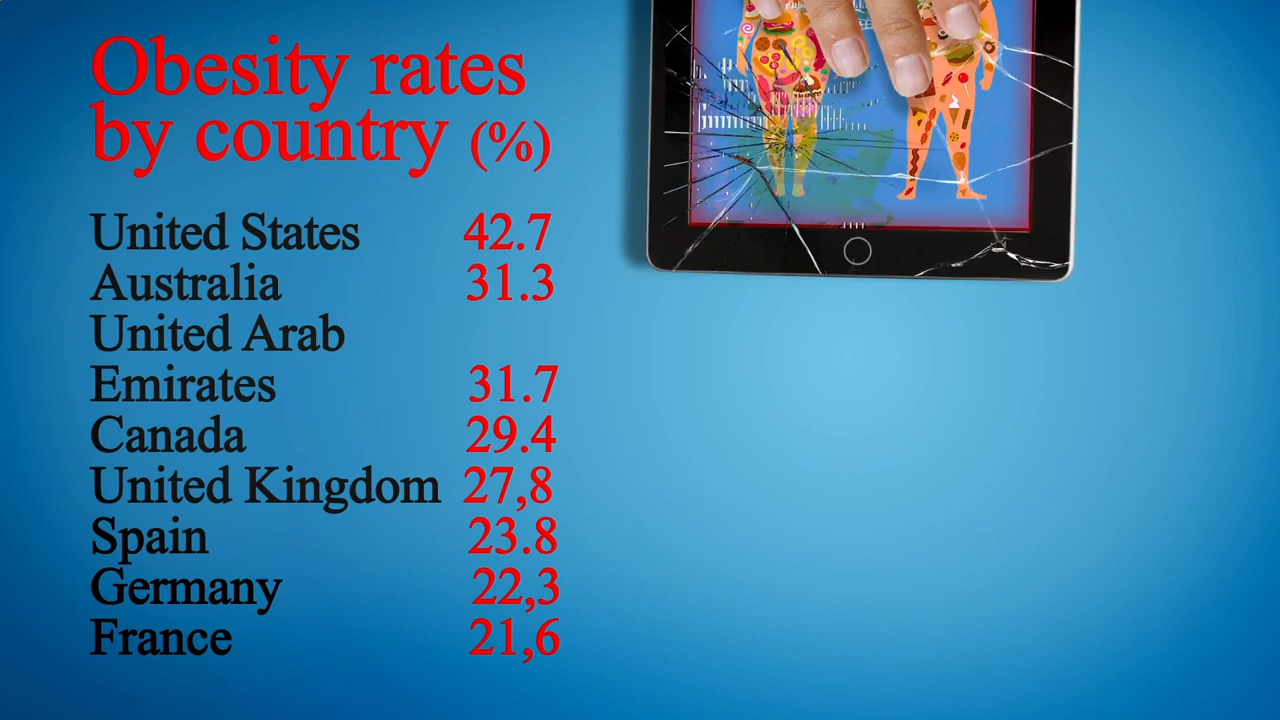 Obesity rates
by country (%)
United States 42.7
Australia 31.3
United Arab
Emirates 31.7
Canada 29.4
United Kingdom 27,8
Spain 23.8
Germany 22,3
France 21,6